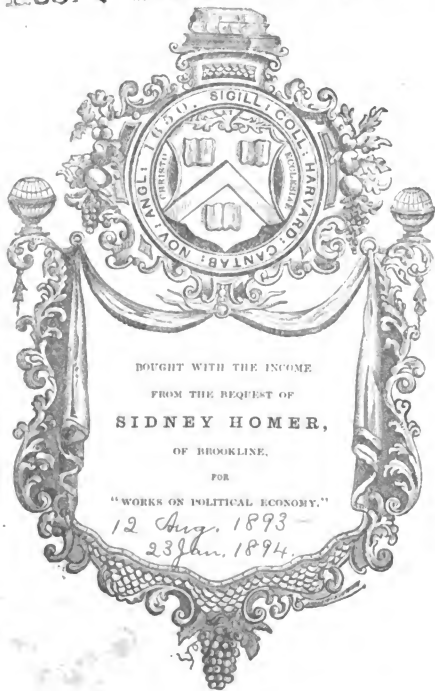 SIGILL: COLL: HARVARD: CANTAB: NOV: ANGL: 1650.
CHRISTO
ECCLESIAE
BOUGHT WITH THE INCOME
FROM THE BEQUEST OF
SIDNEY HOMER,
OF BROOKLINE,
FOR
"WORKS ON POLITICAL ECONOMY."
12 Aug. 1893 –
23 Jan. 1894.